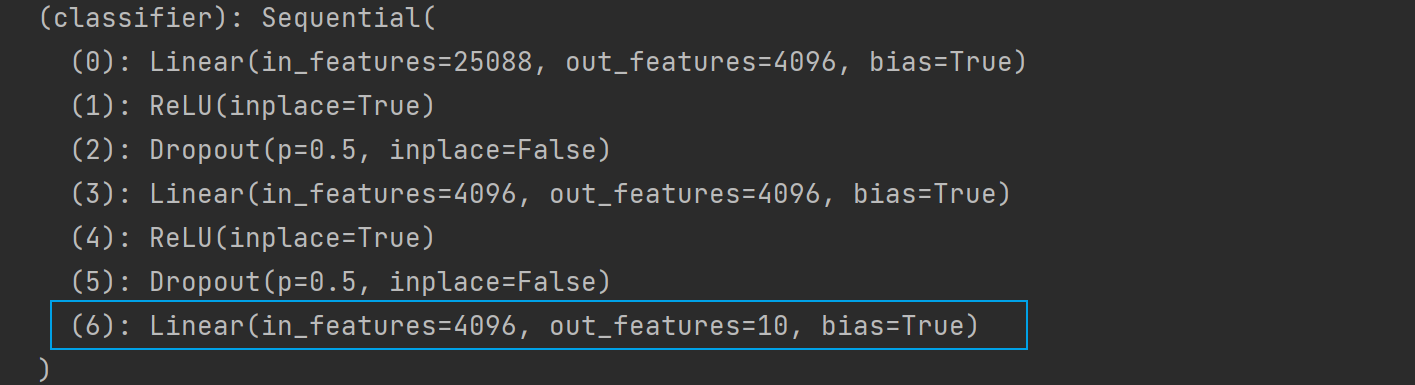 (classifier): Sequential(
(0): Linear(in_features=25088, out_features=4096, bias=True)
(1): ReLU(inplace=True)
(2): Dropout(p=0.5, inplace=False)
(3): Linear(in_features=4096, out_features=4096, bias=True)
(4): ReLU(inplace=True)
(5): Dropout(p=0.5, inplace=False)
(6): Linear(in_features=4096, out_features=10, bias=True)
)